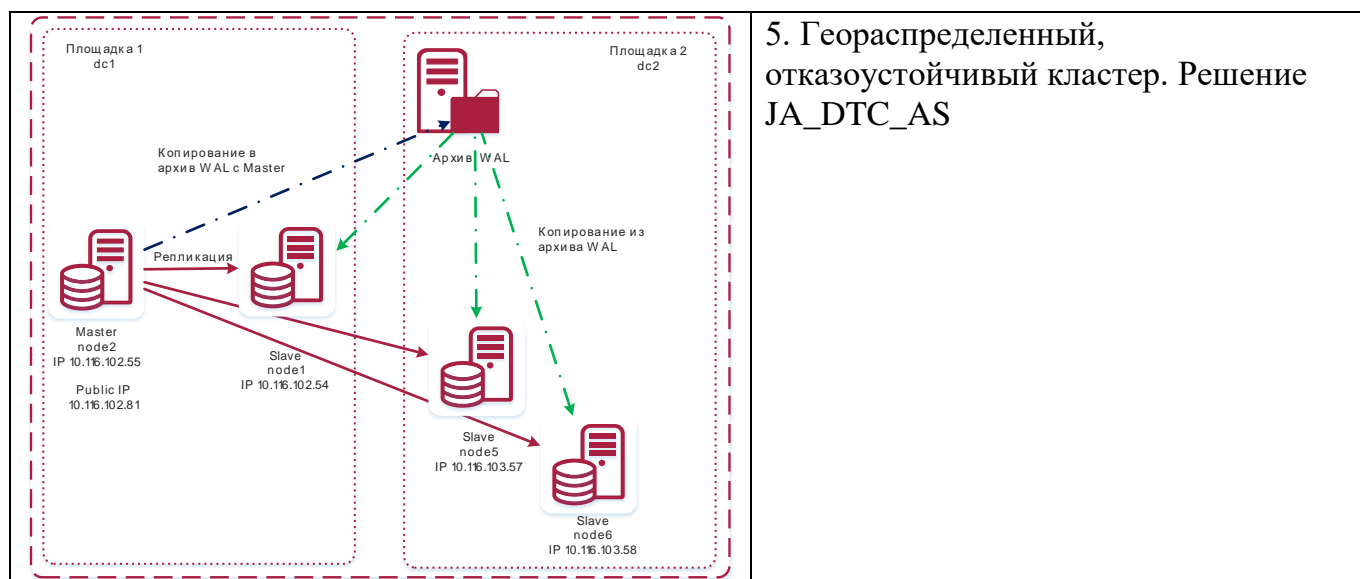 Площадка 1
dc1
Площадка 2
dc2
Копирование в
архив WAL с Master
Архив WAL
Копирование из
архива WAL
Репликация
Master
node2
IP 10.116.102.55
Public IP
10.116.102.81
Slave
node1
IP 10.116.102.54
Slave
node5
IP 10.116.103.57
Slave
node6
IP 10.116.103.58
5. Геораспределенный,
отказоустойчивый кластер. Решение
JA_DTC_AS